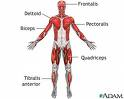 Frontalis
Deltoid
Pectoralis
Biceps
Quadriceps
Tibialis
anterior
ADAM.